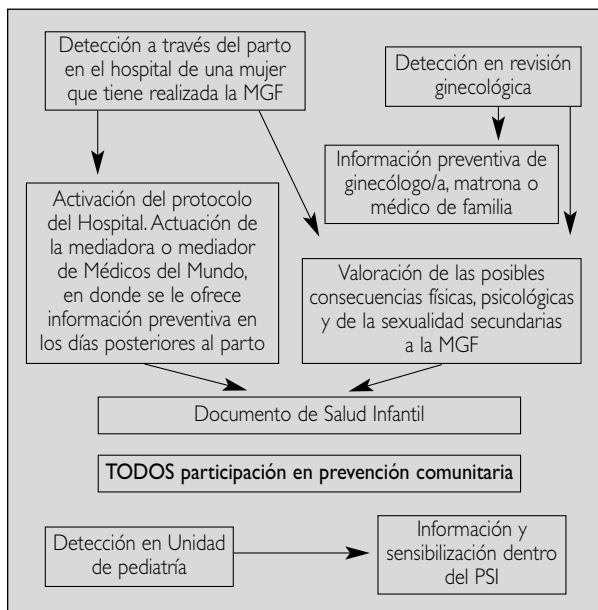 Detección a través del parto
en el hospital de una mujer
que tiene realizada la MGF
Detección en revisión
ginecológica
Información preventiva de
ginecólogo/a, matrona o
médico de familia
Activación del protocolo
del Hospital. Actuación de
la mediadora o mediador
de Médicos del Mundo,
en donde se le ofrece
información preventiva en
los días posteriores al parto
Valoración de las posibles
consecuencias físicas, psicológicas
y de la sexualidad secundarias
a la MGF
Documento de Salud Infantil
TODOS participación en prevención comunitaria
Detección en Unidad
de pediatría
Información y
sensibilización dentro
del PSI